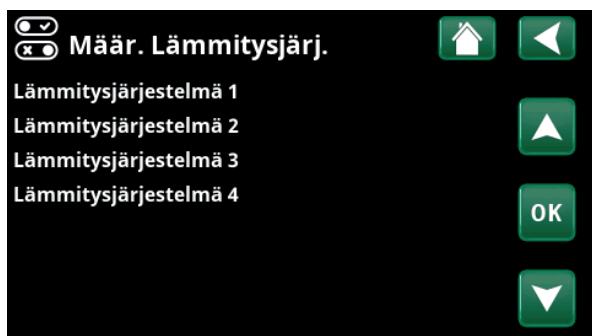 Määr. Lämmitysjärj.
Lämmitysjärjestelmä 1
Lämmitysjärjestelmä 2
Lämmitysjärjestelmä 3
Lämmitysjärjestelmä 4
OK